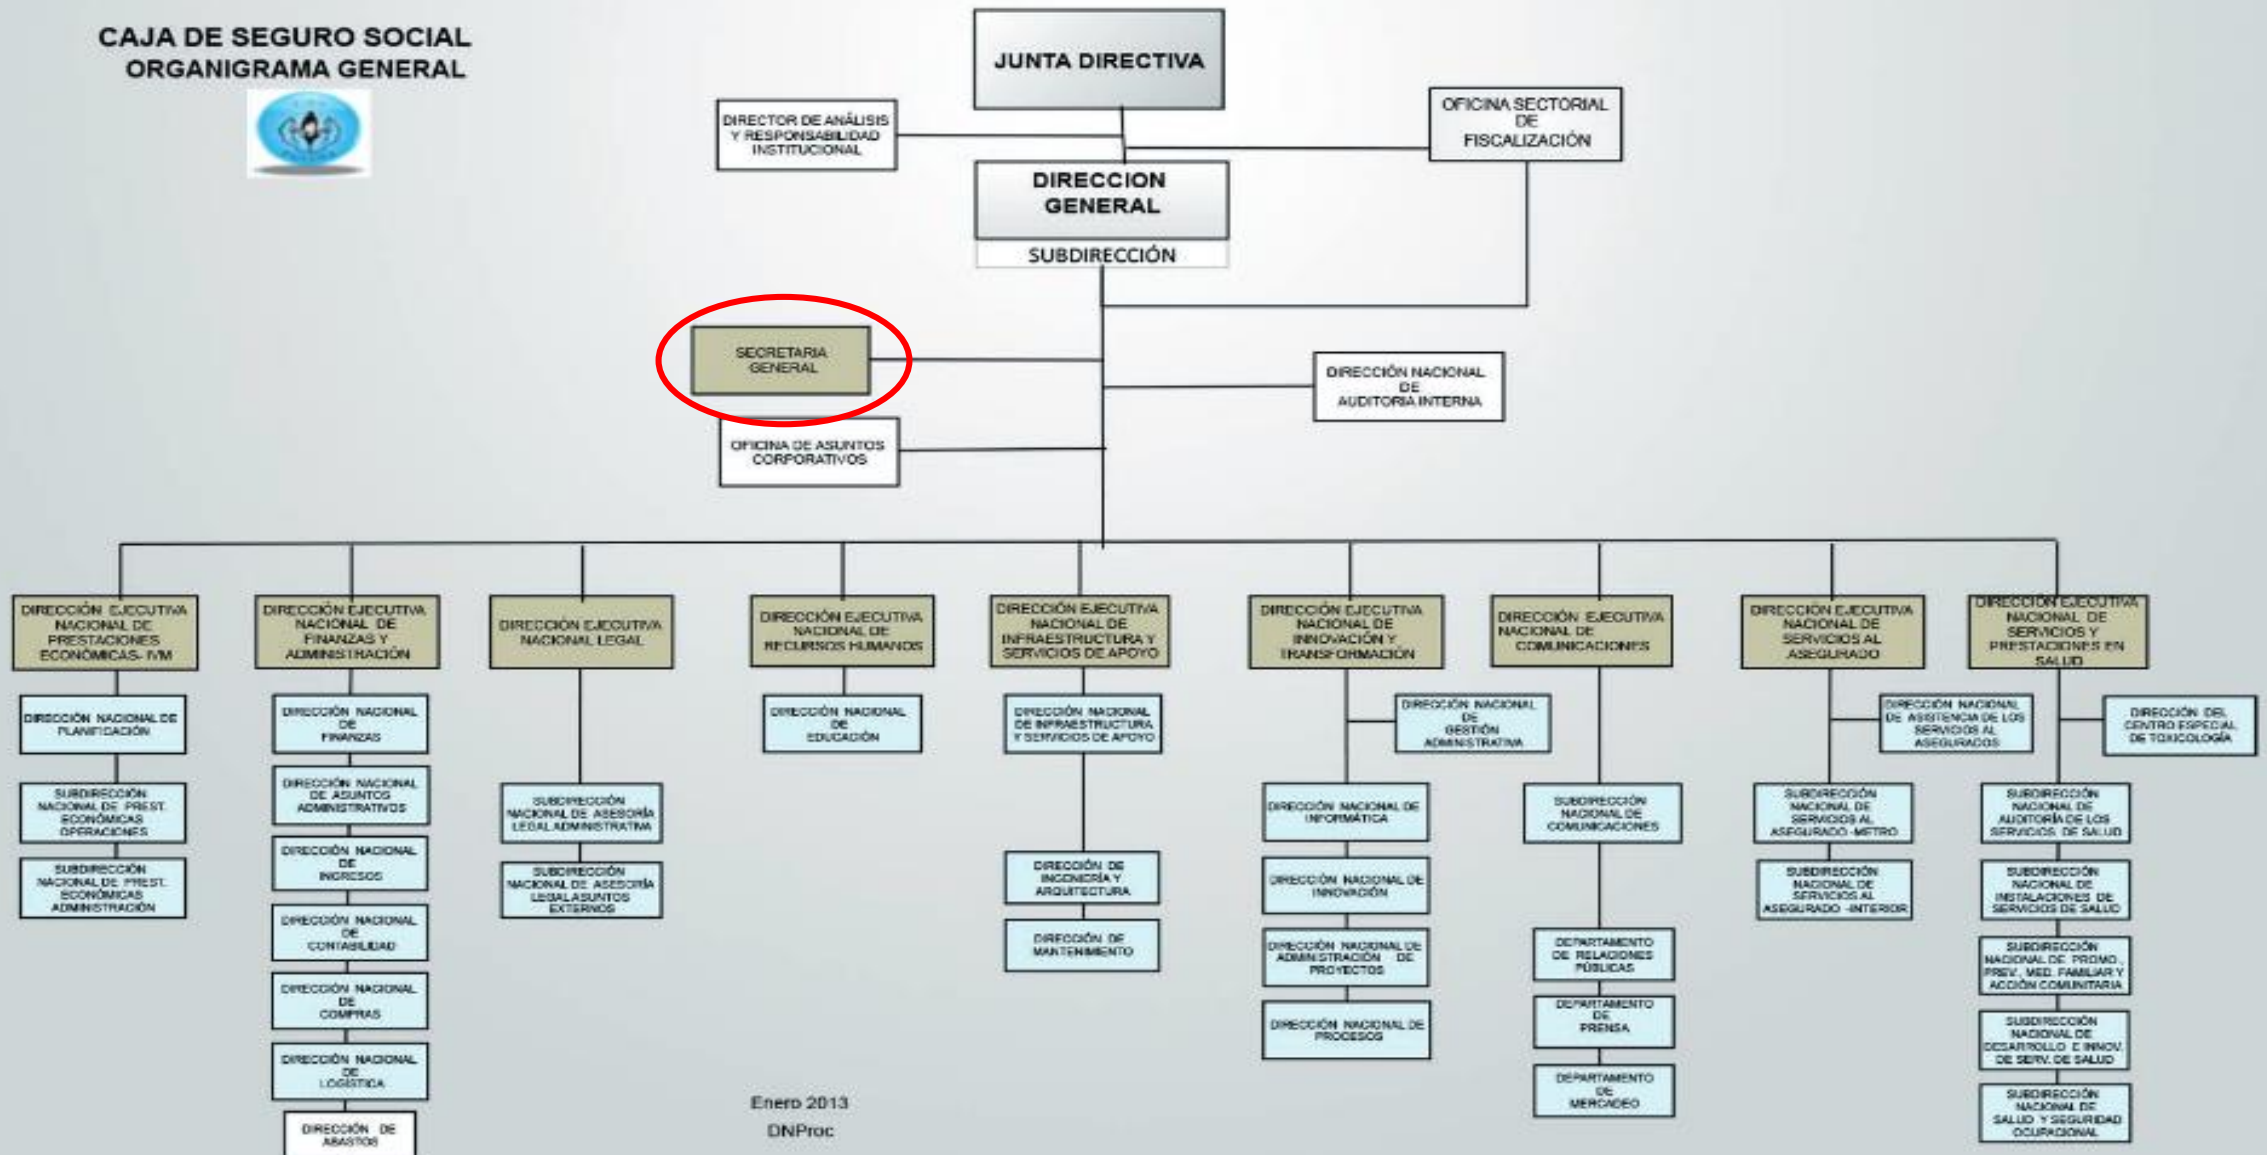 CAJA DE SEGURO SOCIAL
ORGANIGRAMA GENERAL
JUNTA DIRECTIVA
DIRECTOR DE ANÁLISIS
Y RESPONSABILIDAD
INSTITUCIONAL
OFICINA SECTORIAL
DE
FISCALIZACIÓN
DIRECCION
GENERAL
SUBDIRECCIÓN
SECRETARIA
GENERAL
DIRECCIÓN NACIONAL
DE
AUDITORIA INTERNA
OFICINA DE ASUNTOS
CORPORATIVOS
DIRECCIÓN EJECUTIVA
NACIONAL DE
PRESTACIONES
ECONÓMICAS- IVM
DIRECCIÓN NACIONAL DE
PLANIFICACIÓN
SUBDIRECCIÓN
NACIONAL DE PREST.
ECONÓMICAS
OPERACIONES
SUBDIRECCIÓN
NACIONAL DE PREST.
ECONÓMICAS
ADMINISTRACIÓN
DIRECCIÓN EJECUTIVA
NACIONAL DE
FINANZAS Y
ADMINISTRACIÓN
DIRECCIÓN NACIONAL
DE
FINANZAS
DIRECCIÓN NACIONAL
DE ASUNTOS
ADMINISTRATIVOS
DIRECCIÓN NACIONAL
DE
INGRESOS
DIRECCIÓN NACIONAL
DE
CONTABILIDAD
DIRECCIÓN NACIONAL
DE
COMPRAS
DIRECCIÓN NACIONAL
DE
LOGÍSTICA
DIRECCIÓN DE
ABASTOS
DIRECCIÓN EJECUTIVA
NACIONAL LEGAL
SUBDIRECCIÓN
NACIONAL DE ASESORÍA
LEGAL ADMINISTRATIVA
SUBDIRECCIÓN
NACIONAL DE ASESORÍA
LEGAL ASUNTOS
EXTERNOS
DIRECCIÓN EJECUTIVA
NACIONAL DE
RECURSOS HUMANOS
DIRECCIÓN NACIONAL
DE
EDUCACIÓN
DIRECCIÓN EJECUTIVA
NACIONAL DE
INFRAESTRUCTURA Y
SERVICIOS DE APOYO
DIRECCIÓN NACIONAL
DE INFRAESTRUCTURA
Y SERVICIOS DE APOYO
DIRECCIÓN DE
INGENIERÍA Y
ARQUITECTURA
DIRECCIÓN DE
MANTENIMIENTO
DIRECCIÓN EJECUTIVA
NACIONAL DE
INNOVACIÓN Y
TRANSFORMACIÓN
DIRECCIÓN NACIONAL
DE
GESTIÓN
ADMINISTRATIVA
DIRECCIÓN NACIONAL DE
INFORMÁTICA
DIRECCIÓN NACIONAL DE
INNOVACIÓN
DIRECCIÓN NACIONAL DE
ADMINISTRACIÓN DE
PROYECTOS
DIRECCIÓN NACIONAL DE
PROCESOS
DIRECCIÓN EJECUTIVA
NACIONAL DE
COMUNICACIONES
SUBDIRECCIÓN
NACIONAL DE
COMUNICACIONES
DEPARTAMENTO
DE RELACIONES
PÚBLICAS
DEPARTAMENTO
DE
PRENSA
DEPARTAMENTO
DE
MERCADEO
DIRECCIÓN EJECUTIVA
NACIONAL DE
SERVICIOS AL
ASEGURADO
DIRECCIÓN NACIONAL
DE ASISTENCIA DE LOS
SERVICIOS AL
ASEGURADOS
SUBDIRECCIÓN
NACIONAL DE
SERVICIOS AL
ASEGURADO -METRO
SUBDIRECCIÓN
NACIONAL DE
SERVICIOS AL
ASEGURADO -INTERIOR
DIRECCIÓN EJECUTIVA
NACIONAL DE
SERVICIOS Y
PRESTACIONES EN
SALUD
DIRECCIÓN DEL
CENTRO ESPECIAL
DE TOXICOLOGÍA
SUBDIRECCIÓN
NACIONAL DE
AUDITORÍA DE LOS
SERVICIOS DE SALUD
SUBDIRECCIÓN
NACIONAL DE
INSTALACIONES DE
SERVICIOS DE SALUD
SUBDIRECCIÓN
NACIONAL DE PROMO.,
PREV., MED. FAMILIAR Y
ACCIÓN COMUNITARIA
SUBDIRECCIÓN
NACIONAL DE
DESARROLLO E INNOV.
DE SERV. DE SALUD
SUBDIRECCIÓN
NACIONAL DE
SALUD Y SEGURIDAD
OCUPACIONAL
Enero 2013
DNProc